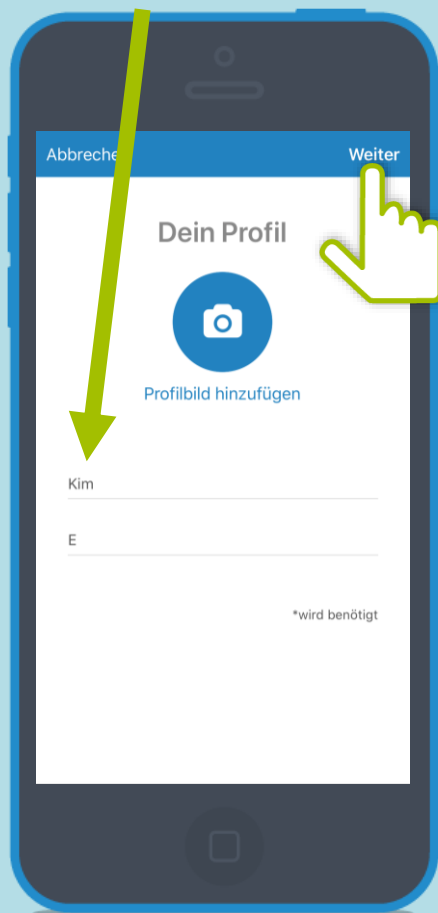 Abbreche
Weiter
Dein Profil
Profilbild hinzufügen
Kim
E
*wird benötigt